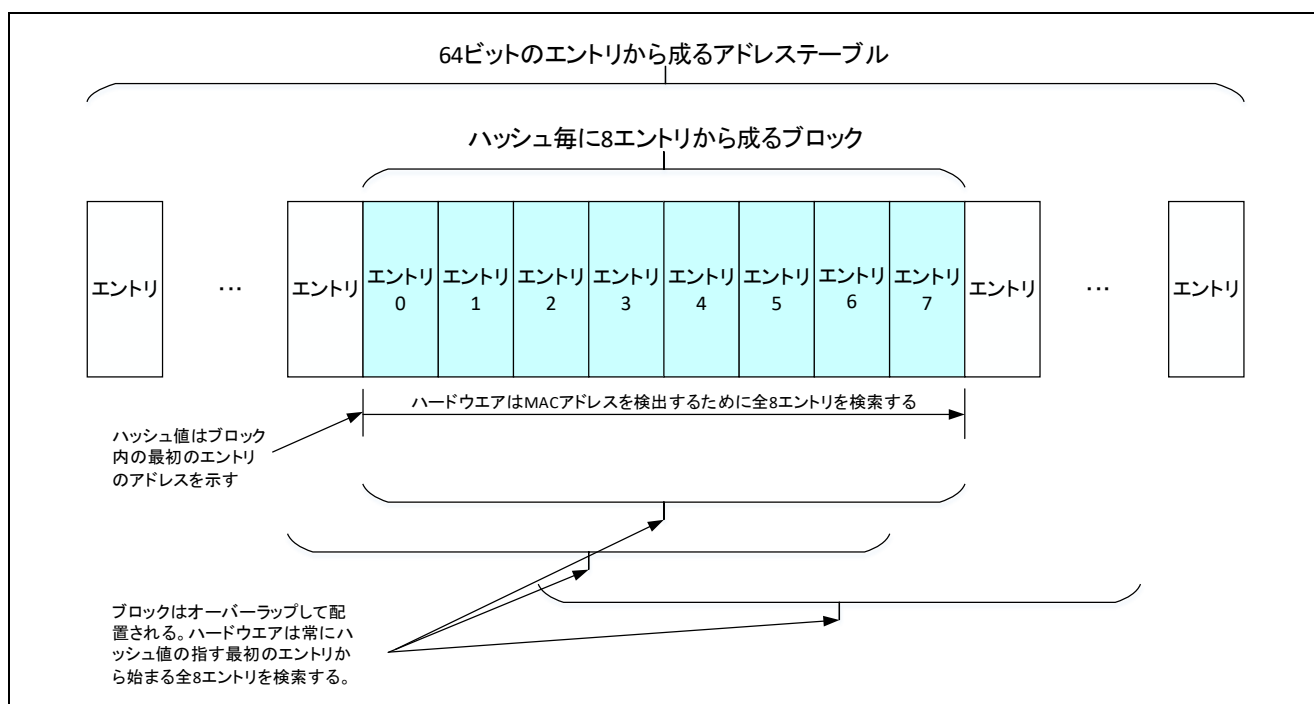 64ビットのエントリから成るアドレステーブル
ハッシュ毎に8エントリから成るブロック
エントリ
…
エントリ
エントリ
0
エントリ
1
エントリ
2
エントリ
3
エントリ
4
エントリ
5
エントリ
6
エントリ
7
エントリ
…
エントリ
ハードウエアはMACアドレスを検出するために全8エントリを検索する
ハッシュ値はブロック
内の最初のエントリ
のアドレスを示す
ブロックはオーバーラップして配
置される。ハードウエアは常にハ
ッシュ値の指す最初のエントリか
ら始まる全8エントリを検索する。